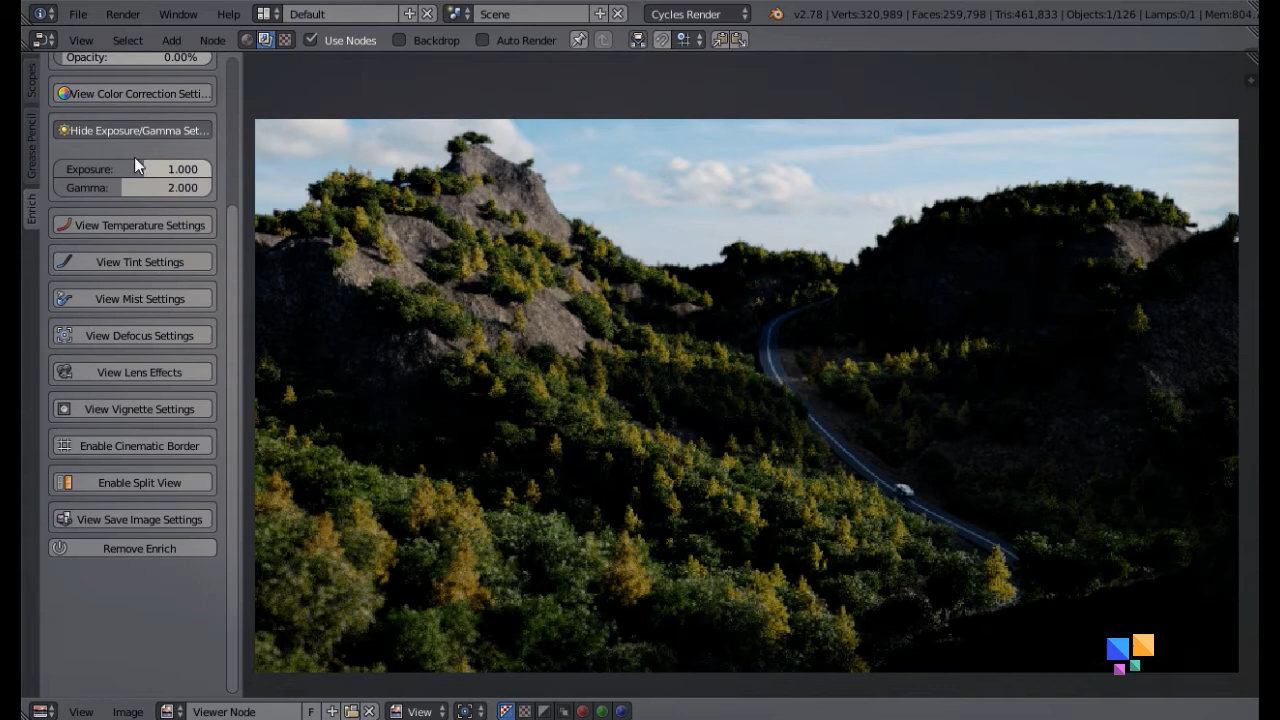 File Render Window Help Default Scene Cycles Render v2.78 | Verts:320,989 | Faces:259,798 | Tris:461,833 | Objects:1/126 | Lamps:0/1 | Mem:804.
View Select Add Node Use Nodes Backdrop Auto Render
Scopes
Grease Pencil
Enrich
Opacity: 0.00%
View Color Correction Setti...
Hide Exposure/Gamma Set...
Exposure: 1.000
Gamma: 2.000
View Temperature Settings
View Tint Settings
View Mist Settings
View Defocus Settings
View Lens Effects
View Vignette Settings
Enable Cinematic Border
Enable Split View
View Save Image Settings
Remove Enrich
View Image Viewer Node F View